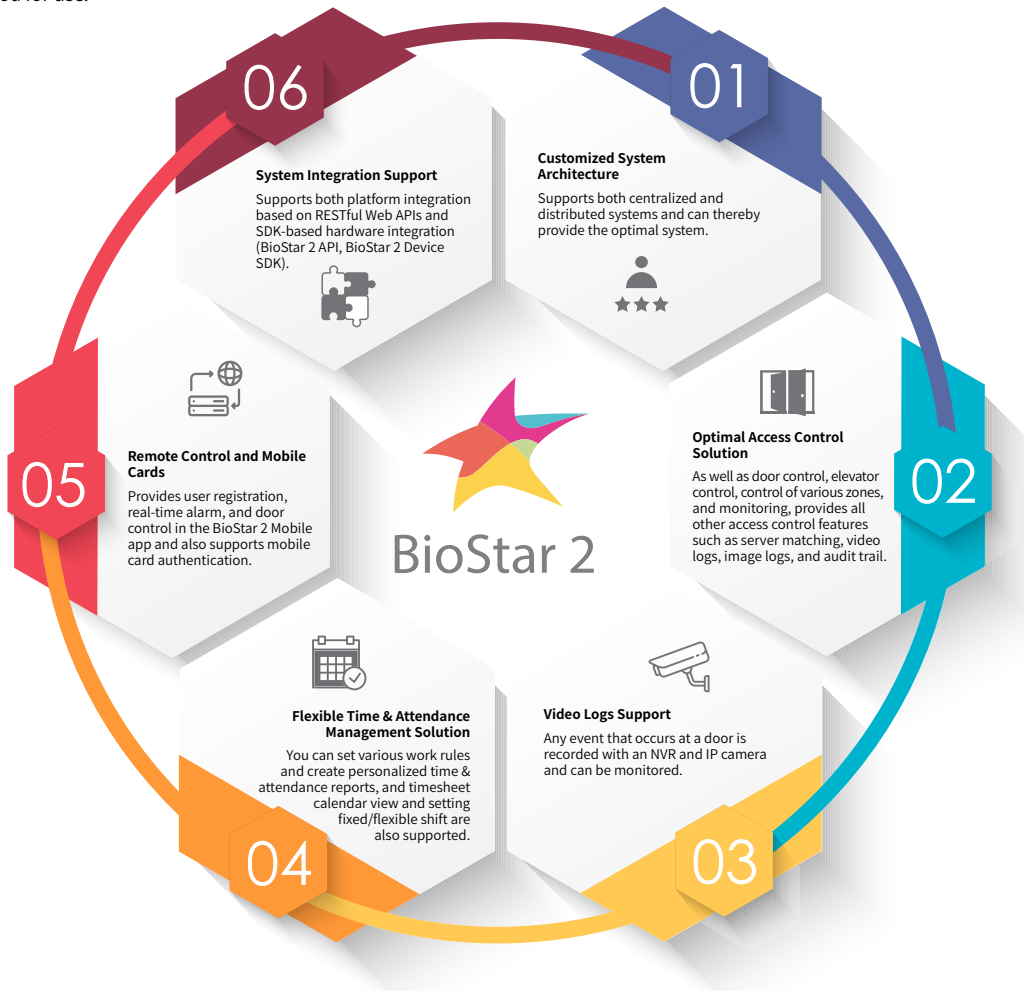 for use.
01
Customized System
Architecture
Supports both centralized and
distributed systems and can thereby
provide the optimal system.
02
Optimal Access Control
Solution
As well as door control, elevator
control, control of various zones,
and monitoring, provides all
other access control features
such as server matching, video
logs, image logs, and audit trail.
03
Video Logs Support
Any event that occurs at a door is
recorded with an NVR and IP camera
and can be monitored.
04
Flexible Time & Attendance
Management Solution
You can set various work rules
and create personalized time &
attendance reports, and timesheet
calendar view and setting
fixed/flexible shift are
also supported.
05
Remote Control and Mobile
Cards
Provides user registration,
real-time alarm, and door
control in the BioStar 2 Mobile
app and also supports mobile
card authentication.
06
System Integration Support
Supports both platform integration
based on RESTful Web APIs and
SDK-based hardware integration
(BioStar 2 API, BioStar 2 Device
SDK).
BioStar 2